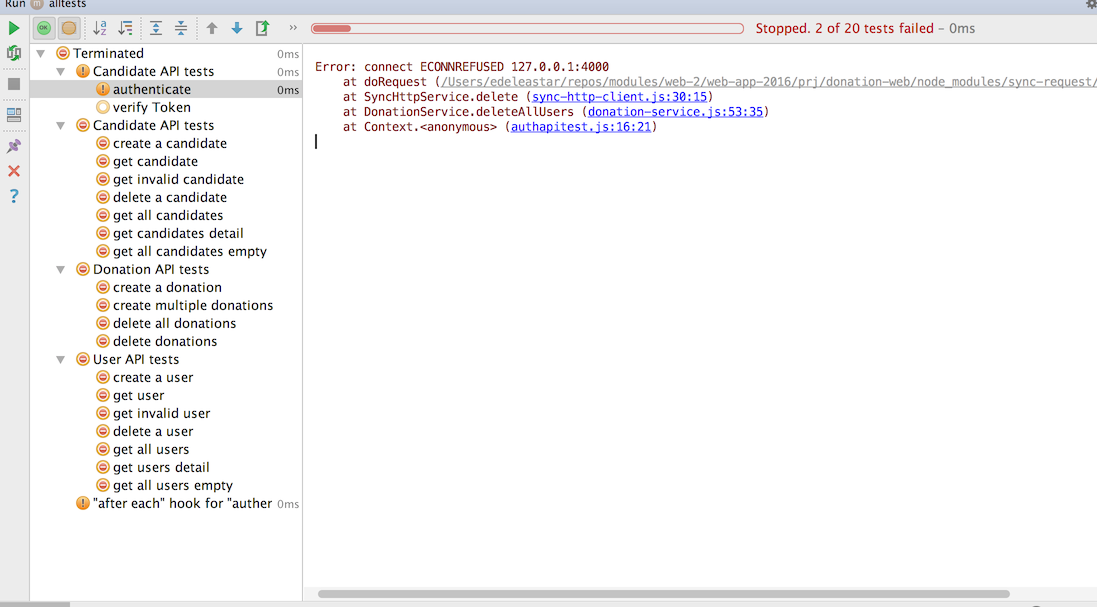 Run m alltests
OK
a z
»
Stopped. 2 of 20 tests failed – 0ms
Terminated 0ms
Candidate API tests 0ms
authenticate 0ms
verify Token
Candidate API tests
create a candidate
get candidate
get invalid candidate
delete a candidate
get all candidates
get candidates detail
get all candidates empty
Donation API tests
create a donation
create multiple donations
delete all donations
delete donations
User API tests
create a user
get user
get invalid user
delete a user
get all users
get users detail
get all users empty
"after each" hook for "auther 0ms
?
Error: connect ECONNREFUSED 127.0.0.1:4000
at doRequest (/Users/edeleastar/repos/modules/web-2/web-app-2016/prj/donation-web/node_modules/sync-request/
at SyncHttpService.delete (sync-http-client.js:30:15)
at DonationService.deleteAllUsers (donation-service.js:53:35)
at Context.<anonymous> (authapitest.js:16:21)